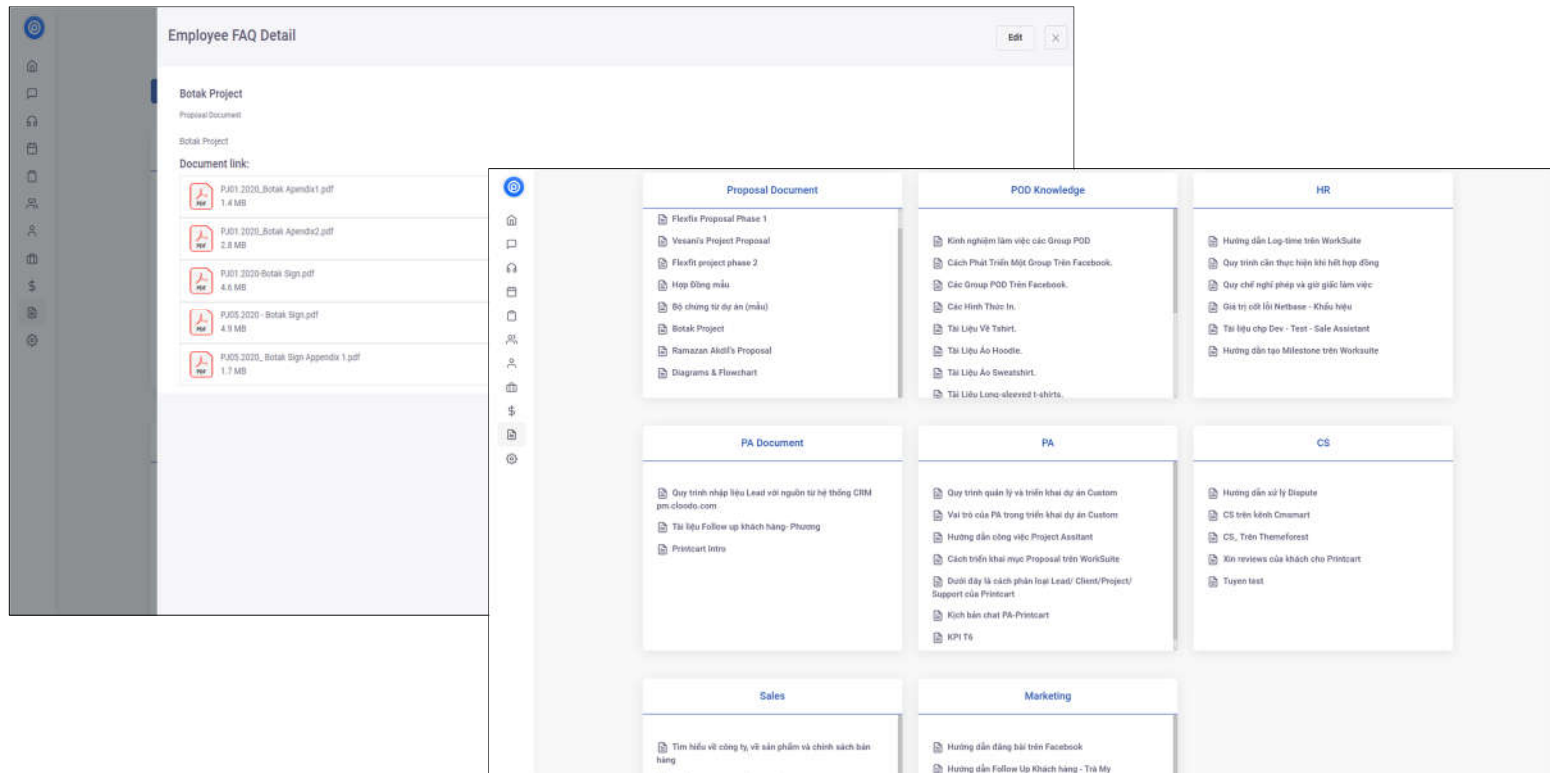 Employee FAQ Detail
Edit
Botak Project
Proposal Document
Botak Project
Document link:
PJ01.2020_Botak Apendix1.pdf
1.4 MB
PJ01.2020_Botak Apendix2.pdf
2.8 MB
PJ01.2020-Botak Sign.pdf
4.6 MB
PJ05.2020 - Botak Sign.pdf
4.9 MB
PJ05.2020_ Botak Sign Appendix 1.pdf
1.7 MB
Proposal Document
Flexfix Proposal Phase 1
Vesani's Project Proposal
Flexfit project phase 2
Hợp Đồng mẫu
Bộ chứng từ dự án (mẫu)
Botak Project
Ramazan Akdil's Proposal
Diagrams & Flowchart
POD Knowledge
Kinh nghiệm làm việc các Group POD
Cách Phát Triển Một Group Trên Facebook.
Các Group POD Trên Facebook.
Các Hình Thức In.
Tài Liệu Về Tshirt.
Tài Liệu Áo Hoodie.
Tài Liệu Áo Sweatshirt.
Tài Liệu Long-sleeved t-shirts.
HR
Hướng dẫn Log-time trên WorkSuite
Quy trình cần thực hiện khi hết hợp đồng
Quy chế nghỉ phép và giờ giấc làm việc
Giá trị cốt lõi Netbase - Khẩu hiệu
Tài liệu chp Dev - Test - Sale Assistant
Hướng dẫn tạo Milestone trên Worksuite
PA Document
Quy trình nhập liệu Lead với nguồn từ hệ thống CRM
pm.cloodo.com
Tài liệu Follow up khách hàng- Phương
Printcart Intro
PA
Quy trình quản lý và triển khai dự án Custom
Vai trò của PA trong triển khai dự án Custom
Hướng dẫn công việc Project Assitant
Cách triển khai mục Proposal trên WorkSuite
Dưới đây là cách phân loại Lead/ Client/Project/
Support của Printcart
Kịch bản chat PA-Printcart
KPI T6
CS
Hướng dẫn xử lý Dispute
CS trên kênh Cmsmart
CS_ Trên Themeforest
Xin reviews của khách cho Printcart
Tuyen test
Sales
Tìm hiểu về công ty, về sản phẩm và chính sách bán
hàng
Marketing
Hướng dẫn đăng bài trên Facebook
Hướng dẫn Follow Up Khách hàng - Trà My